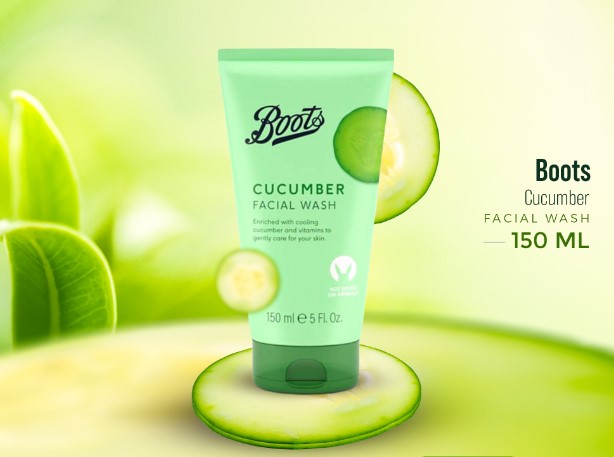 Boots
CUCUMBER
FACIAL WASH
Enriched with cooling
cucumber and vitamins to
gently care for your skin.
150 ml ℮ 5 Fl. Oz.
Boots
Cucumber
FACIAL WASH
150 ML